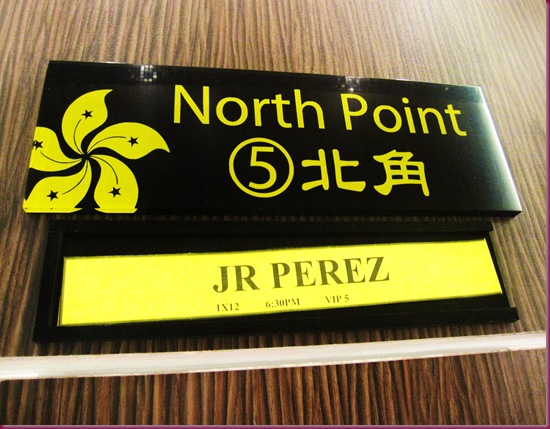 North Point
⑤北角
JR PEREZ
1X12 6:30PM VIP 5